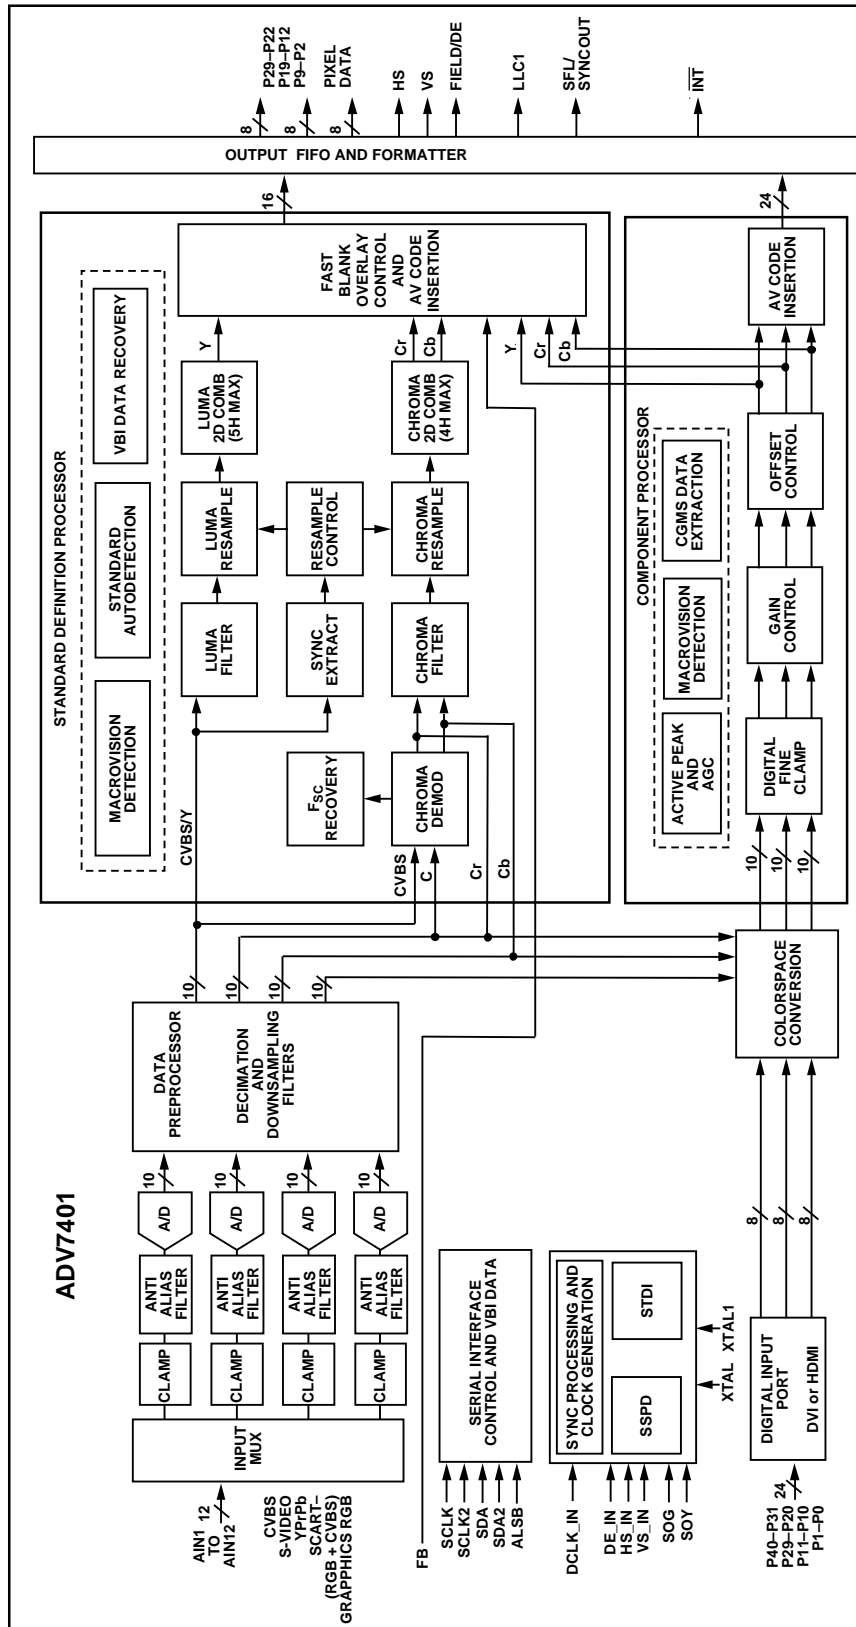 ADV7401
AIN1
TO
AIN12
12
CVBS
S-VIDEO
YPrPb
SCART–
(RGB + CVBS)
GRAPPHICS RGB
INPUT
MUX
CLAMP
ANTI
ALIAS
FILTER
A/D
10
CLAMP
ANTI
ALIAS
FILTER
A/D
10
CLAMP
ANTI
ALIAS
FILTER
A/D
10
CLAMP
ANTI
ALIAS
FILTER
A/D
10
DATA
PREPROCESSOR
DECIMATION
AND
DOWNSAMPLING
FILTERS
10
10
10
10
FB
SCLK
SCLK2
SDA
SDA2
ALSB
SERIAL INTERFACE
CONTROL AND VBI DATA
DCLK_IN
DE_IN
HS_IN
VS_IN
SOG
SOY
SYNC PROCESSING AND
CLOCK GENERATION
SSPD
STDI
XTAL
XTAL1
P40–P31
P29–P20
P11–P10
P1–P0
24
DIGITAL INPUT
PORT
DVI or HDMI
8
8
8
COLORSPACE
CONVERSION
10
10
10
STANDARD DEFINITION PROCESSOR
MACROVISION
DETECTION
STANDARD
AUTODETECTION
VBI DATA RECOVERY
CVBS/Y
LUMA
FILTER
LUMA
RESAMPLE
LUMA
2D COMB
(5H MAX)
Y
SYNC
EXTRACT
RESAMPLE
CONTROL
FSC
RECOVERY
CVBS
C
Cr
Cb
CHROMA
DEMOD
CHROMA
FILTER
CHROMA
RESAMPLE
CHROMA
2D COMB
(4H MAX)
Cr
Cb
Y
Cr
Cb
FAST
BLANK
OVERLAY
CONTROL
AND
AV CODE
INSERTION
16
COMPONENT PROCESSOR
ACTIVE PEAK
AND
AGC
MACROVISION
DETECTION
CGMS DATA
EXTRACTION
DIGITAL
FINE
CLAMP
GAIN
CONTROL
OFFSET
CONTROL
AV CODE
INSERTION
24
OUTPUT FIFO AND FORMATTER
8
8
8
P29–P22
P19–P12
P9–P2
PIXEL
DATA
HS
VS
FIELD/DE
LLC1
SFL/
SYNCOUT
INT